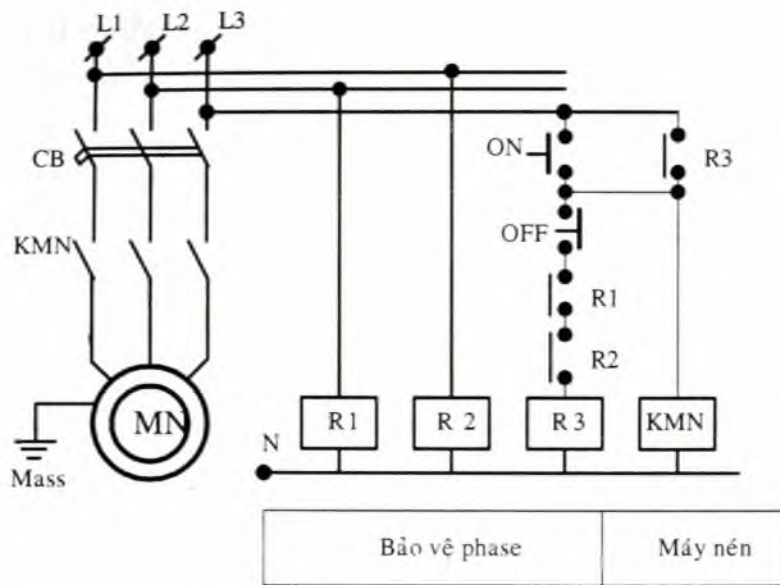 L1 L2 L3
CB
ON
R3
OFF
KMN
R1
R2
MN
R 1
R 2
R 3
KMN
N
Mass
Bảo vệ phase
Máy nén